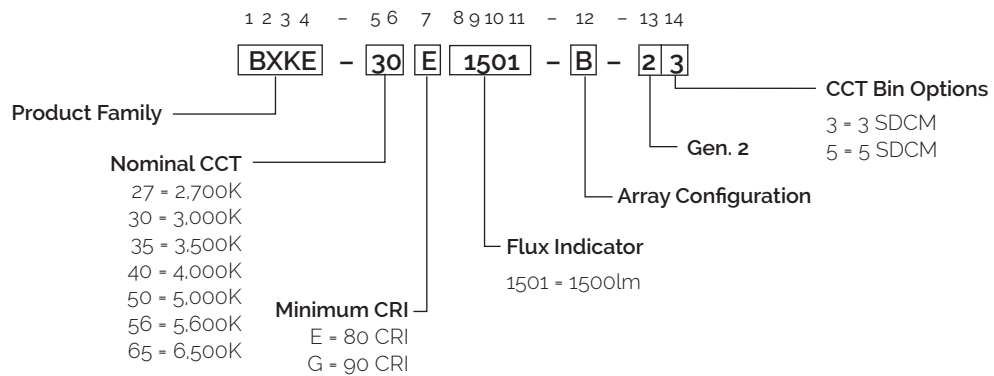 1 2 3 4 – 5 6 7 8 9 10 11 – 12 – 13 14
BXKE – 30 E 1501 – B – 2 3
Product Family
Nominal CCT
27 = 2,700K
30 = 3,000K
35 = 3,500K
40 = 4,000K
50 = 5,000K
56 = 5,600K
65 = 6,500K
Minimum CRI
E = 80 CRI
G = 90 CRI
Flux Indicator
1501 = 1500lm
Array Configuration
Gen. 2
CCT Bin Options
3 = 3 SDCM
5 = 5 SDCM